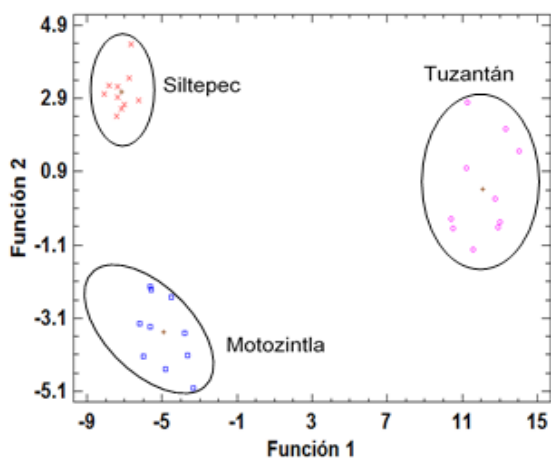 4.9
2.9
0.9
-1.1
-3.1
-5.1
Función 2
Siltepec
Tuzantán
Motozintla
-9 -5 -1 3 7 11 15
Función 1